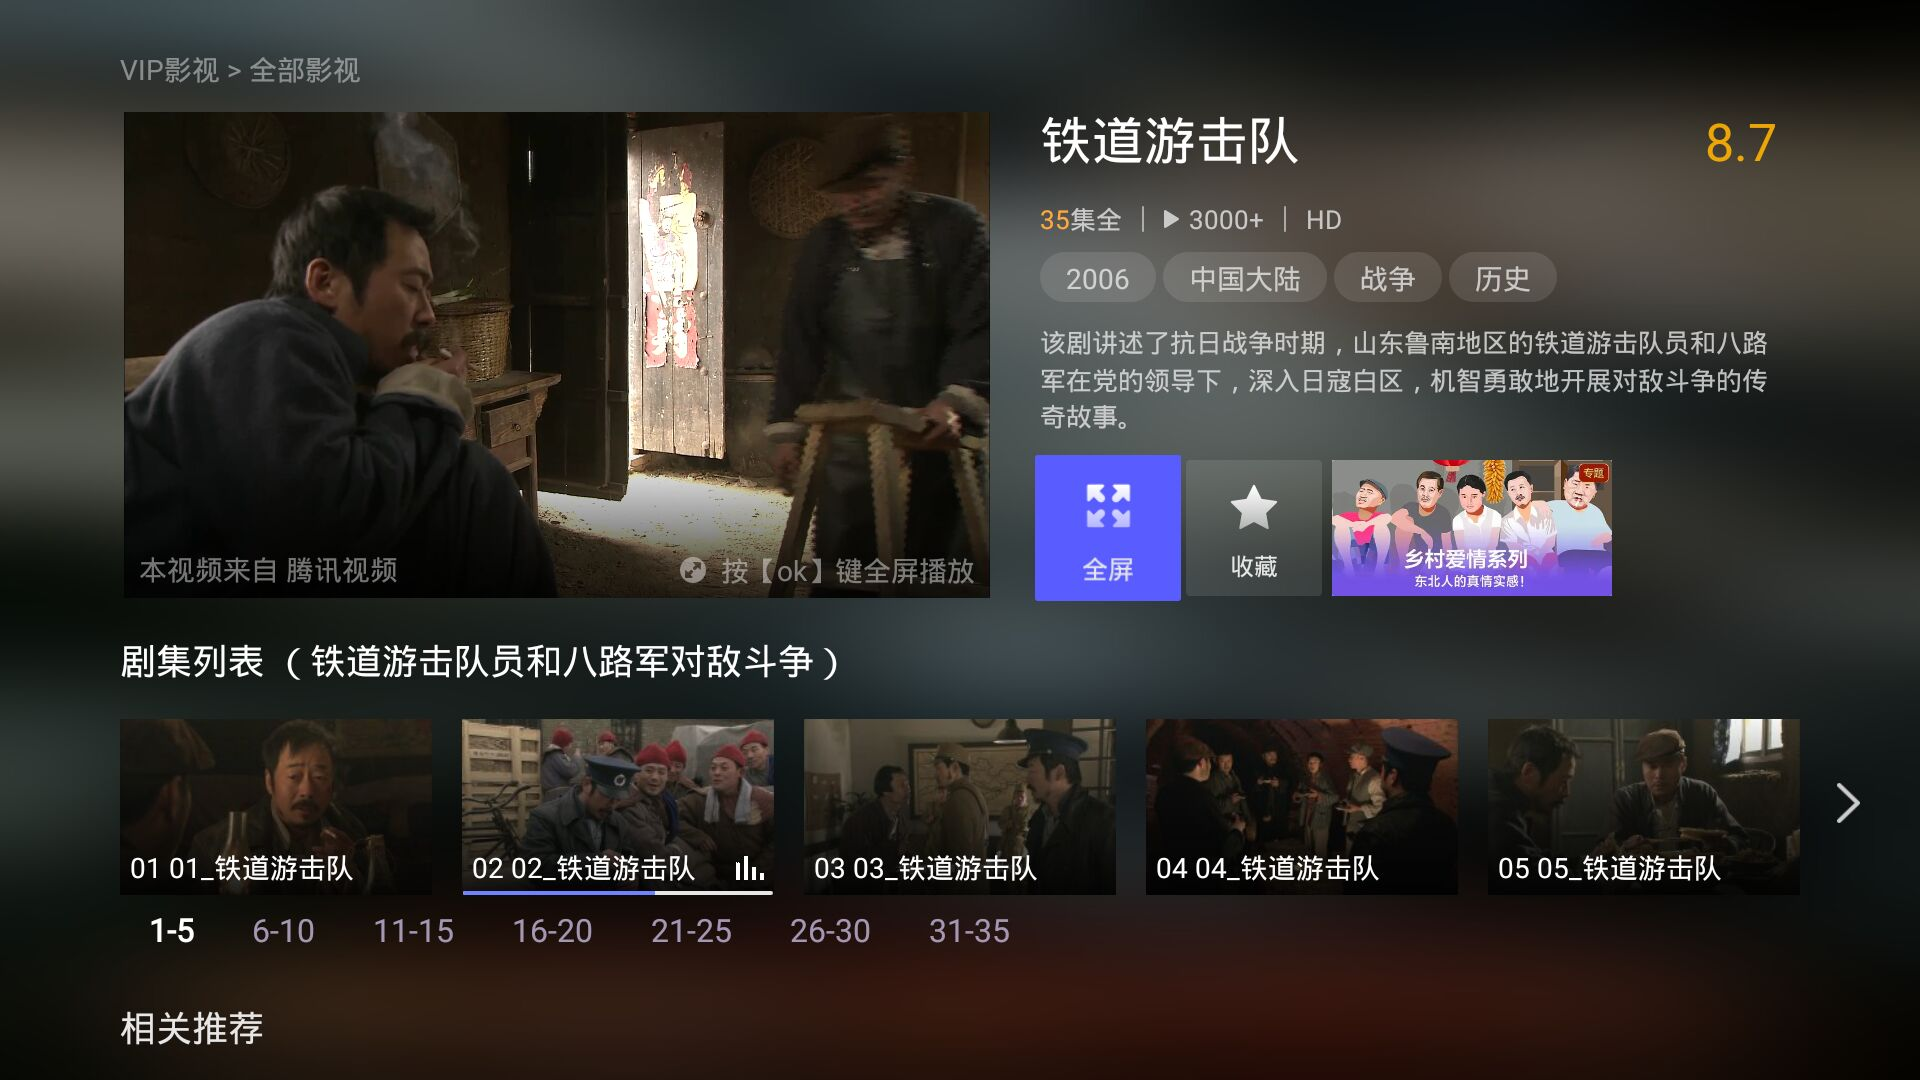 VIP影视 > 全部影视
铁道游击队
8.7
35集全 | 3000+ | HD
2006 中国大陆 战争 历史
该剧讲述了抗日战争时期，山东鲁南地区的铁道游击队员和八路
军在党的领导下，深入日寇白区，机智勇敢地开展对敌斗争的传
奇故事。
本视频来自 腾讯视频
按【ok】键全屏播放
全屏
收藏
专题
乡村爱情系列
东北人的真情实感！
剧集列表 （铁道游击队员和八路军对敌斗争）
01 01_铁道游击队
02 02_铁道游击队
03 03_铁道游击队
04 04_铁道游击队
05 05_铁道游击队
1-5 6-10 11-15 16-20 21-25 26-30 31-35
相关推荐